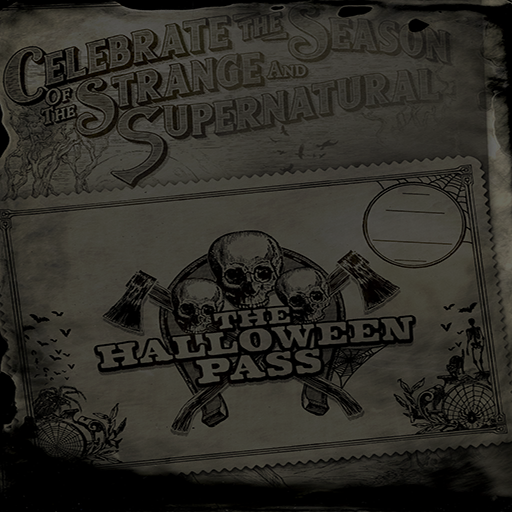 CELEBRATE THE SEASON
OF THE STRANGE AND
SUPERNATURAL
THE
HALLOWEEN
PASS